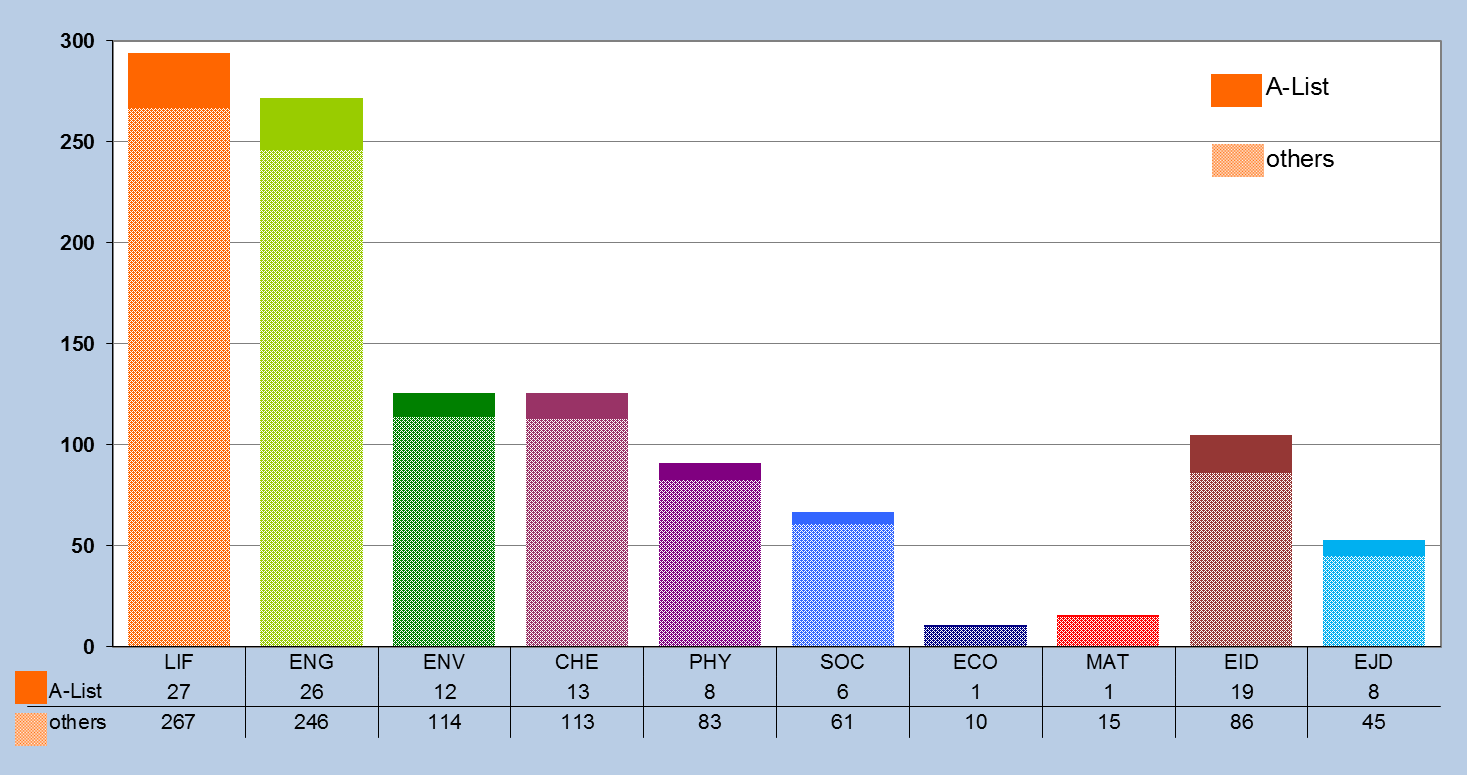 300
A-List
250
others
200
150
100
50
0
LIF ENG ENV CHE PHY SOC ECO MAT EID EJD
A-List 27 26 12 13 8 6 1 1 19 8
others 267 246 114 113 83 61 10 15 86 45